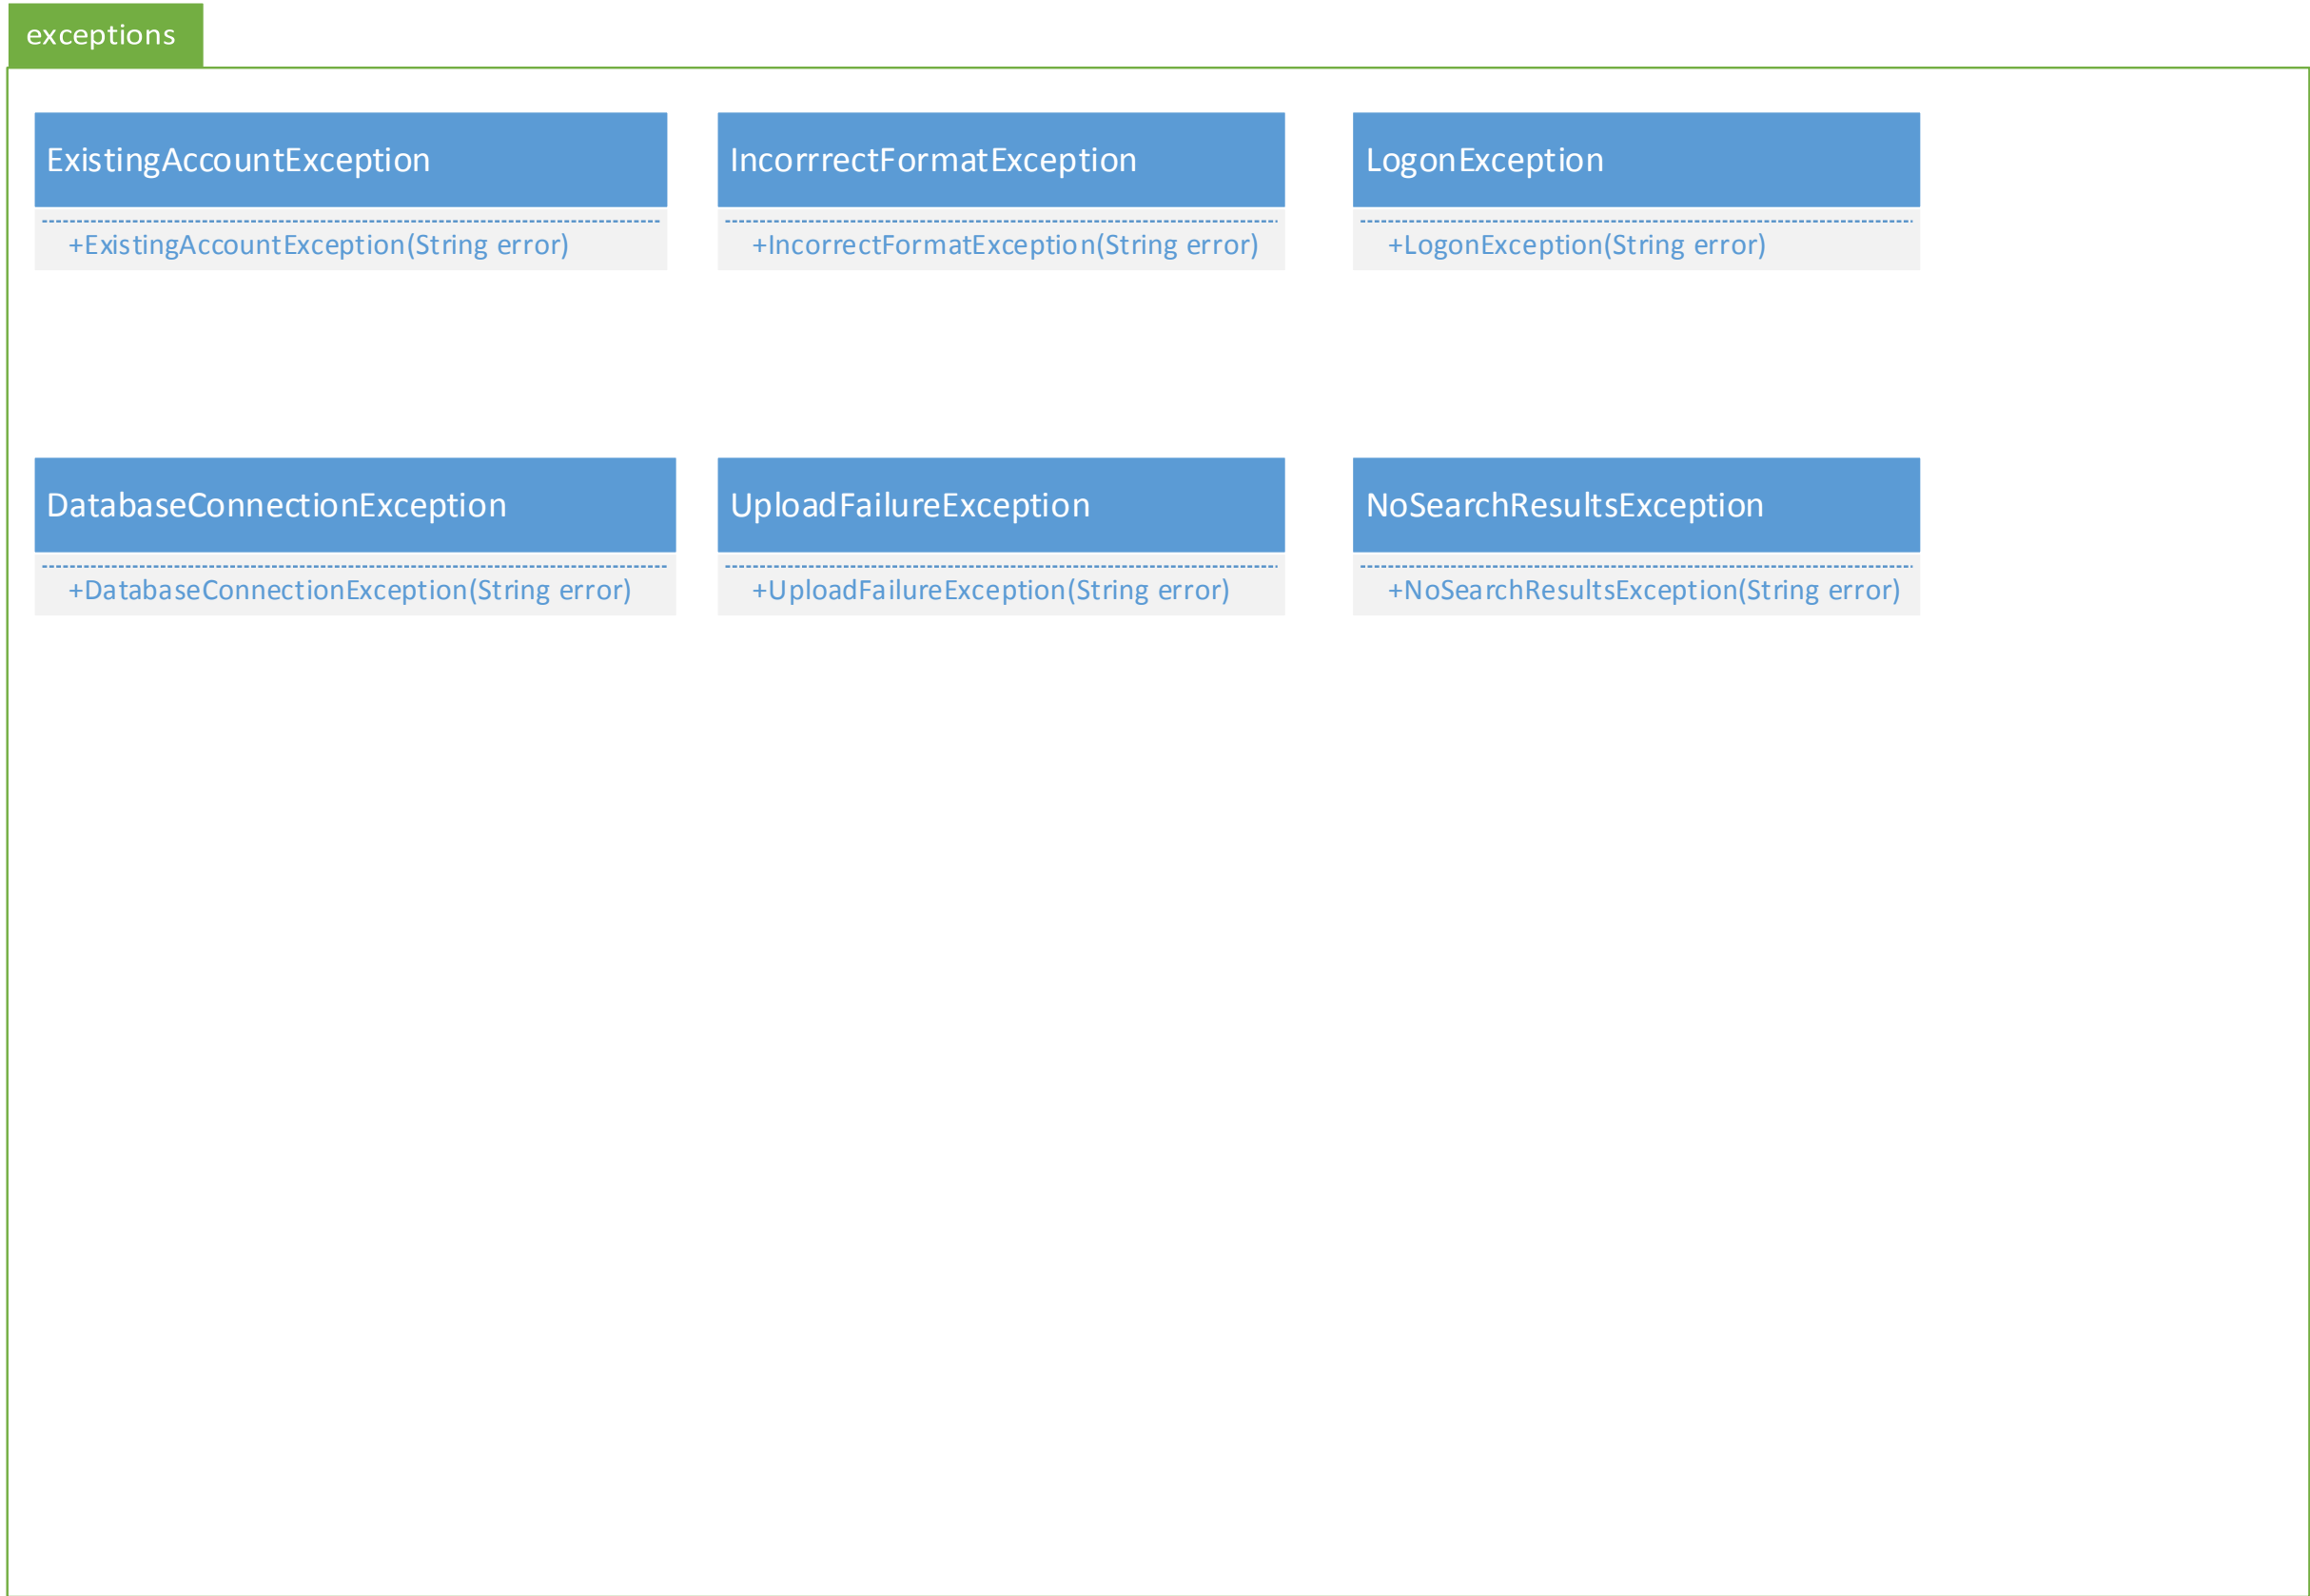 exceptions
ExistingAccountException
+ExistingAccountException(String error)
IncorrectFormatException
+IncorrectFormatException(String error)
LogonException
+LogonException(String error)
DatabaseConnectionException
+DatabaseConnectionException(String error)
UploadFailureException
+UploadFailureException(String error)
NoSearchResultsException
+NoSearchResultsException(String error)